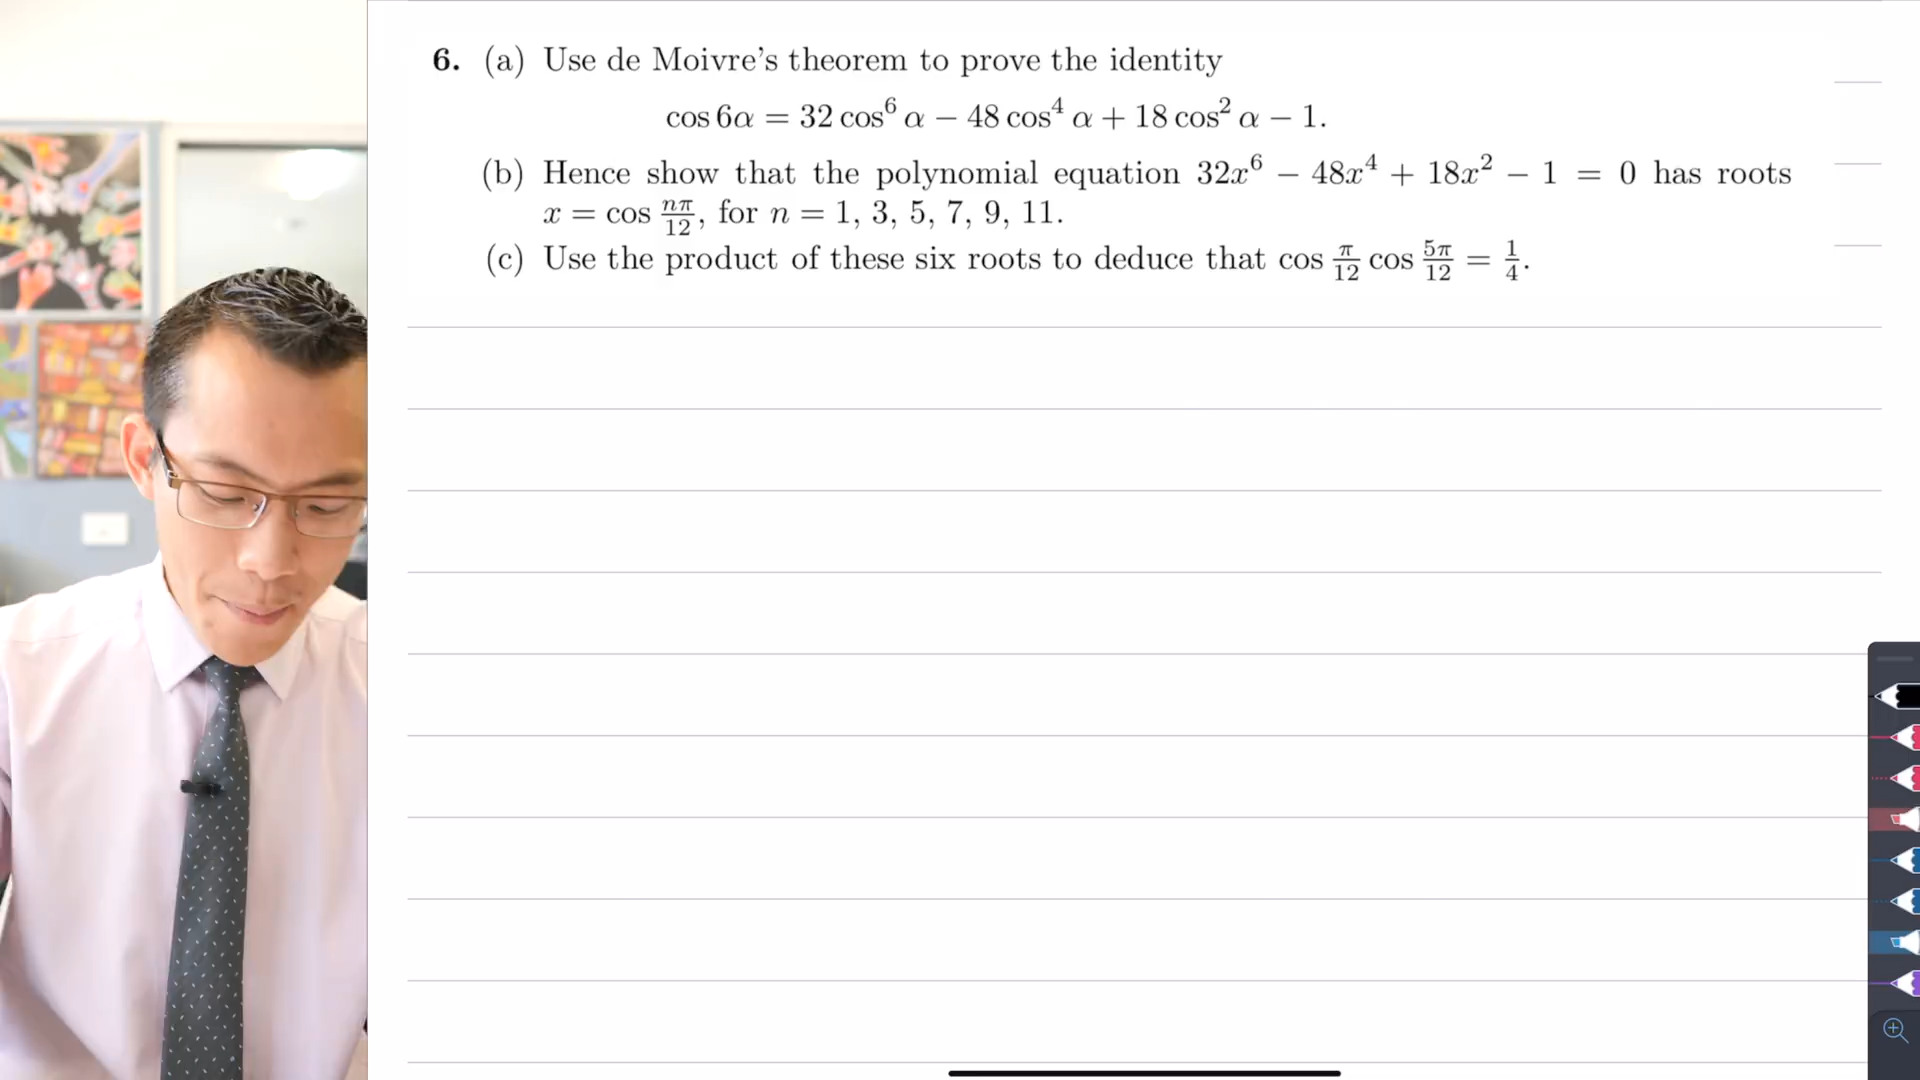 6. (a) Use de Moivre's theorem to prove the identity
cos 6α = 32 cos⁶ α − 48 cos⁴ α + 18 cos² α − 1.
(b) Hence show that the polynomial equation 32x⁶ − 48x⁴ + 18x² − 1 = 0 has roots
x = cos nπ/12, for n = 1, 3, 5, 7, 9, 11.
(c) Use the product of these six roots to deduce that cos π/12 cos 5π/12 = 1/4.